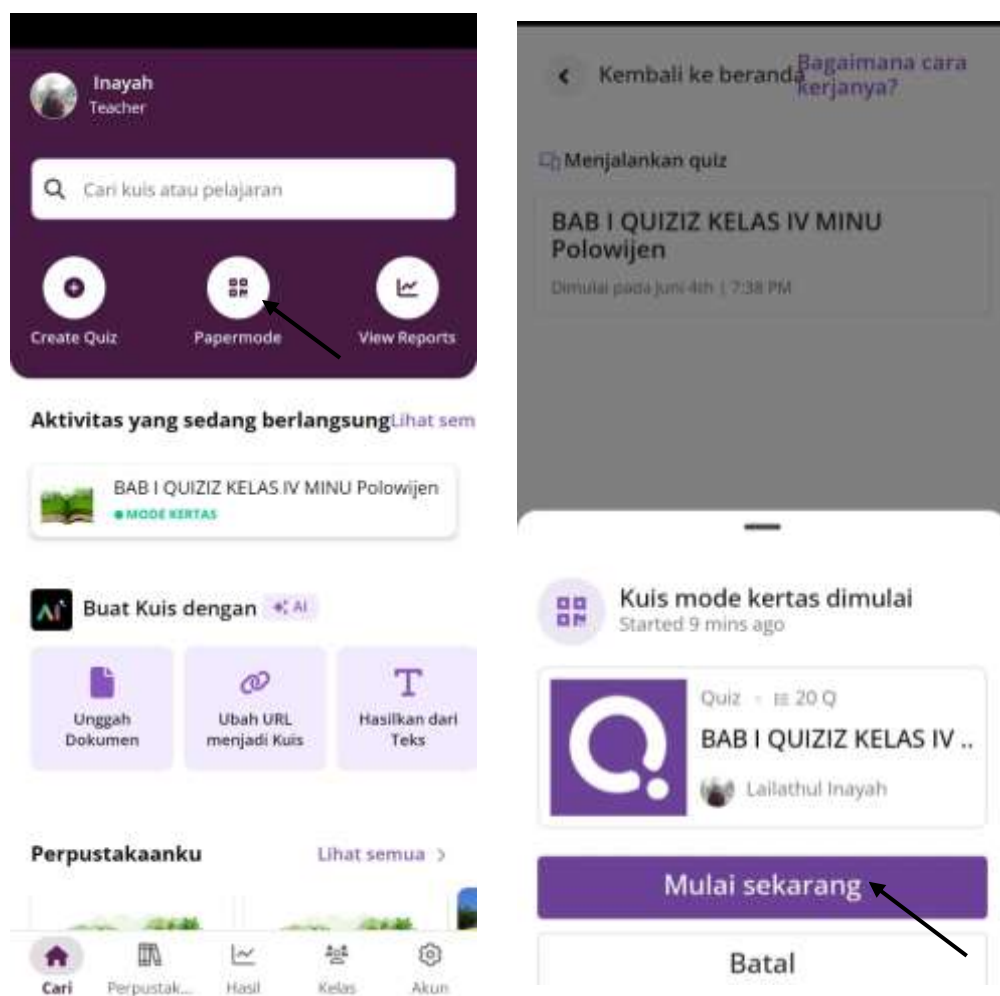 Inayah
Teacher
Cari kuis atau pelajaran
Create Quiz
Papermode
View Reports
Aktivitas yang sedang berlangsung
Lihat sem
BAB I QUIZIZ KELAS IV MINU Polowijen
MODE KERTAS
Buat Kuis dengan AI
Unggah
Dokumen
Ubah URL
menjadi Kuis
Hasilkan dari
Teks
Perpustakaanku
Lihat semua >
Cari
Perpustak...
Hasil
Kelas
Akun
Kembali ke beranda
Bagaimana cara
kerjanya?
Menjalankan quiz
BAB I QUIZIZ KELAS IV MINU
Polowijen
Dimulai pada Juni 4th | 7:38 PM
Kuis mode kertas dimulai
Started 9 mins ago
Quiz 20 Q
BAB I QUIZIZ KELAS IV ..
Lailathul Inayah
Mulai sekarang
Batal